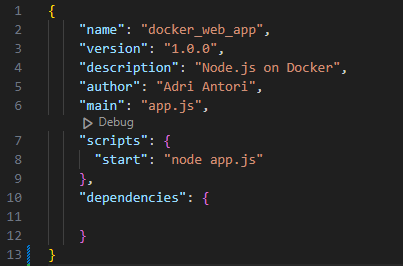 1 {
2 "name": "docker_web_app",
3 "version": "1.0.0",
4 "description": "Node.js on Docker",
5 "author": "Adri Antori",
6 "main": "app.js",
Debug
7 "scripts": {
8 "start": "node app.js"
9 },
10 "dependencies": {
11
12 }
13 }